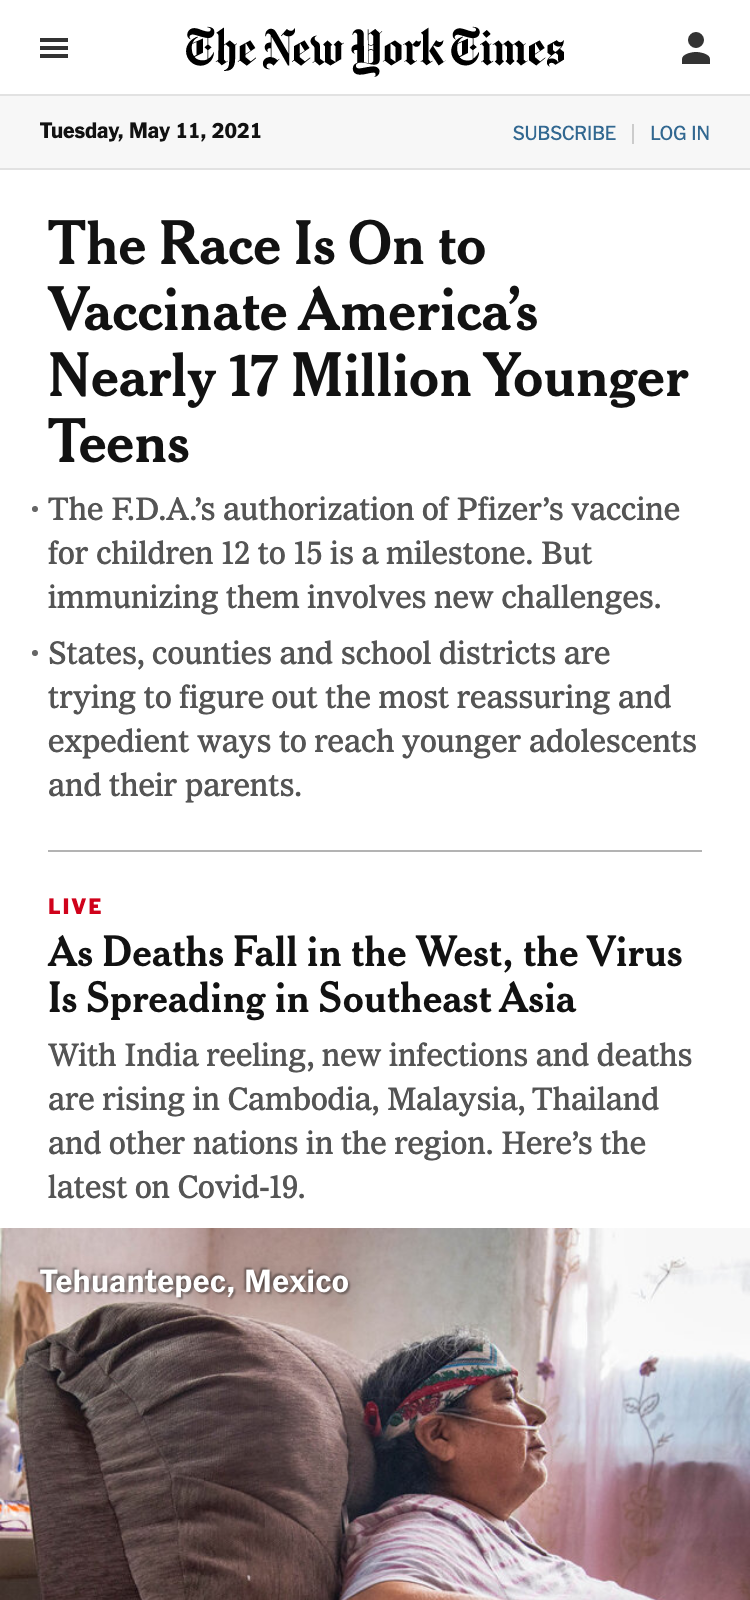 The New York Times
Tuesday, May 11, 2021
SUBSCRIBE | LOG IN
The Race Is On to
Vaccinate America’s
Nearly 17 Million Younger
Teens
• The F.D.A.’s authorization of Pfizer’s vaccine
for children 12 to 15 is a milestone. But
immunizing them involves new challenges.
• States, counties and school districts are
trying to figure out the most reassuring and
expedient ways to reach younger adolescents
and their parents.
LIVE
As Deaths Fall in the West, the Virus
Is Spreading in Southeast Asia
With India reeling, new infections and deaths
are rising in Cambodia, Malaysia, Thailand
and other nations in the region. Here’s the
latest on Covid-19.
Tehuantepec, Mexico